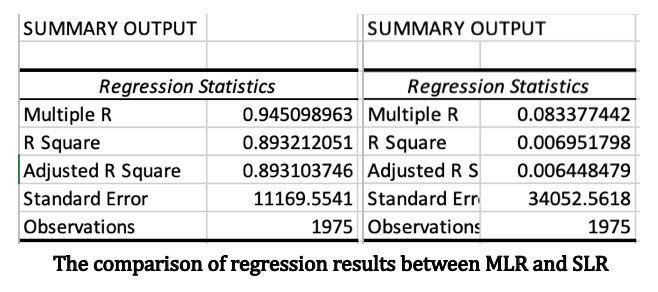 SUMMARY OUTPUT SUMMARY OUTPUT
Regression Statistics Regression Statistics
Multiple R 0.945098963 Multiple R 0.083377442
R Square 0.893212051 R Square 0.006951798
Adjusted R Square 0.893103746 Adjusted R S 0.006448479
Standard Error 11169.5541 Standard Err 34052.5618
Observations 1975 Observations 1975
The comparison of regression results between MLR and SLR